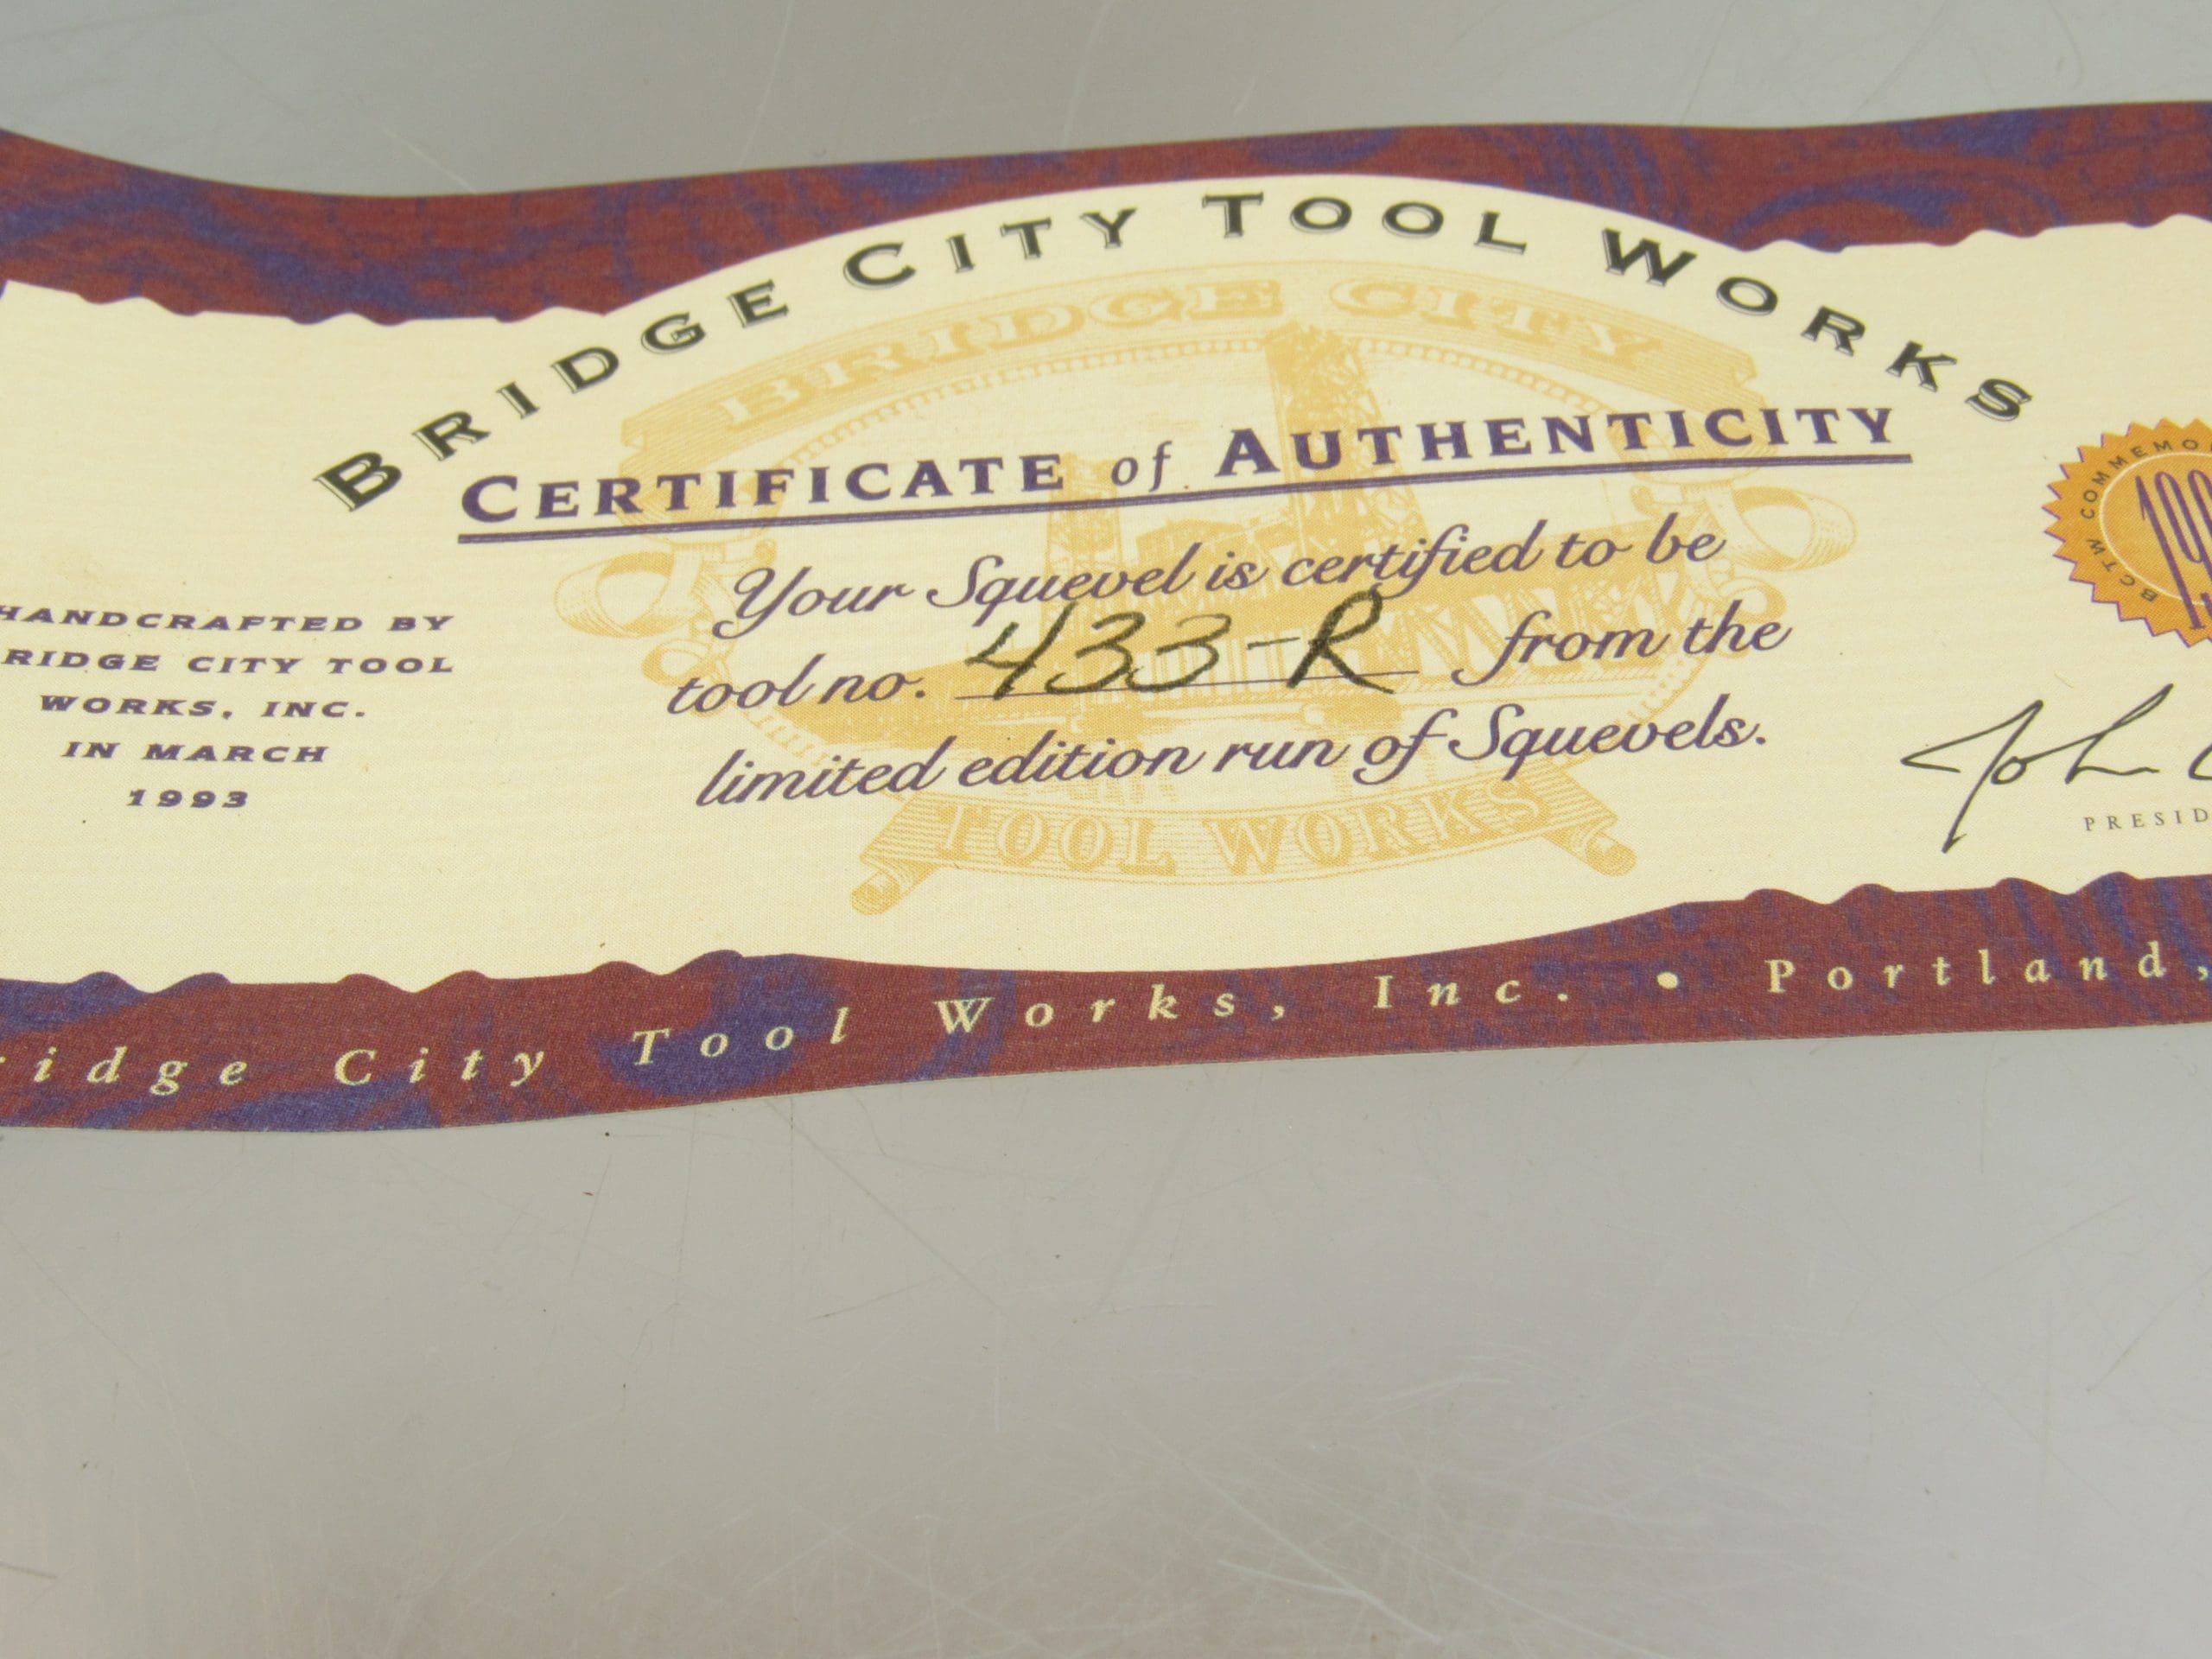 BRIDGE CITY TOOL WORKS
BRIDGE CITY
CERTIFICATE of AUTHENTICITY
Your Squevel is certified to be
tool no. 433-R from the
limited edition run of Squevels.
TOOL WORKS
HANDCRAFTED BY
RIDGE CITY TOOL
WORKS, INC.
IN MARCH
1993
BCTW COMMEMO
199
John
PRESID
ridge City Tool Works, Inc. • Portland,